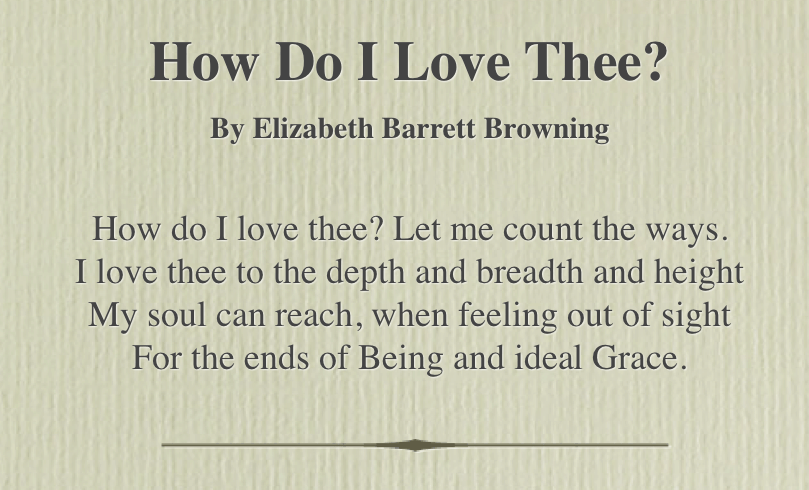 How Do I Love Thee?
By Elizabeth Barrett Browning
How do I love thee? Let me count the ways.
I love thee to the depth and breadth and height
My soul can reach, when feeling out of sight
For the ends of Being and ideal Grace.